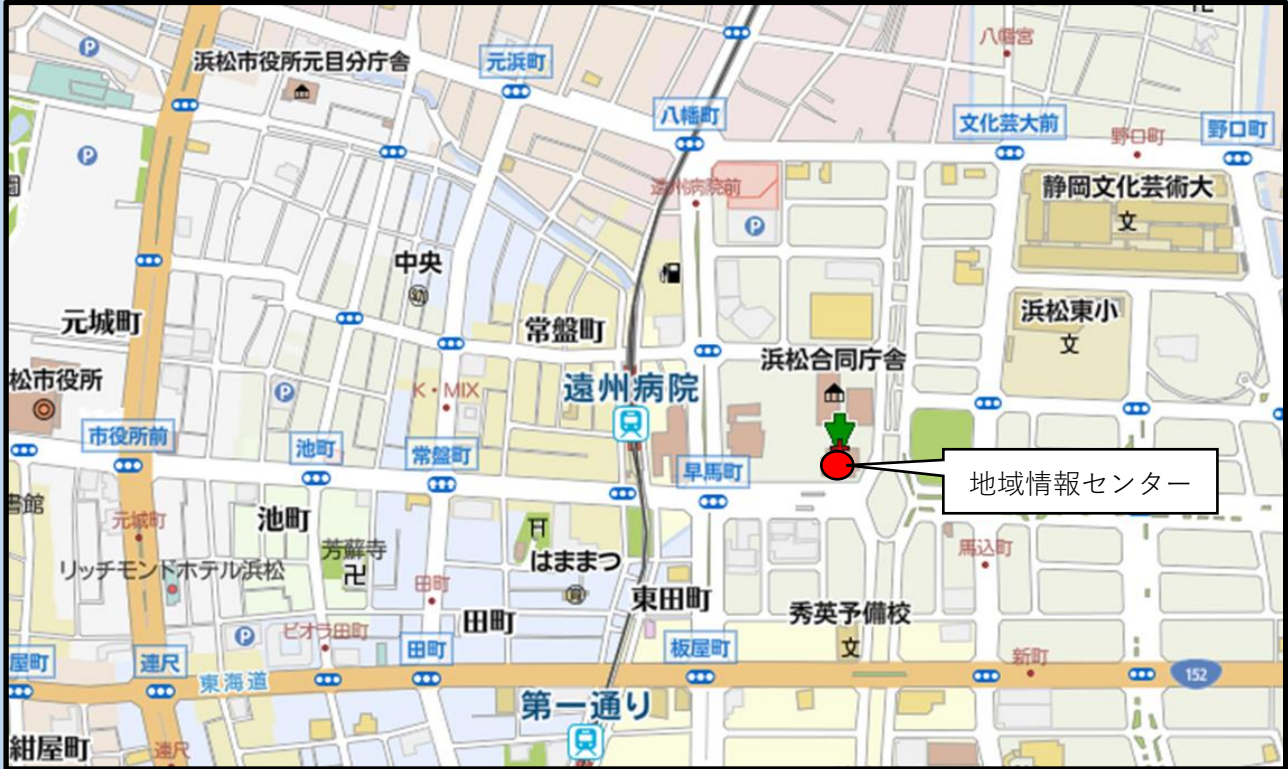 八幡宮
浜松市役所元目分庁舎
元浜町
八幡町
文化芸大前
野口町
野口町
遠州病院前
静岡文化芸術大
文
中央
幼
元城町
常盤町
浜松東小
文
浜松合同庁舎
松市役所
K・MIX
遠州病院
市役所前
池町
常盤町
早馬町
地域情報センター
書館
元城町
池町
芳蘇寺
はままつ
馬込町
リッチモンドホテル浜松
田町
東田町
田町
秀英予備校
文
ビオラ田町
田町
板屋町
屋町
連尺
新町
東海道
152
第一通り
紺屋町
連尺
P
P
P
P
P